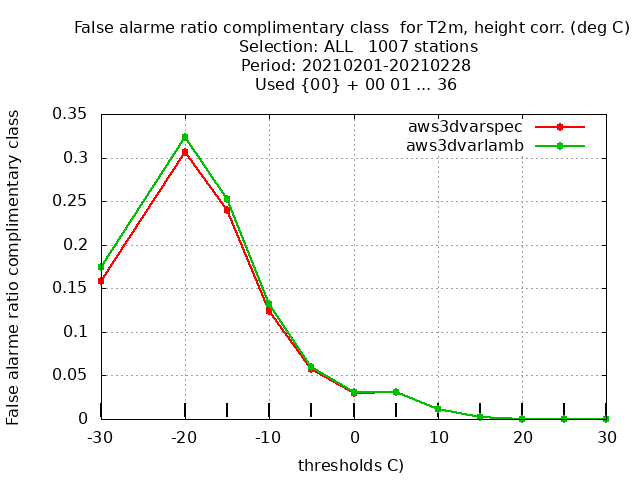 False alarme ratio complimentary class  for T2m, height corr. (deg C)
Selection: ALL   1007 stations
Period: 20210201-20210228
Used {00} + 00 01 ... 36
False alarme ratio complimentary class
0.35
0.3
0.25
0.2
0.15
0.1
0.05
0
aws3dvarspec
aws3dvarlamb
-30 -20 -10 0 10 20 30
thresholds C)